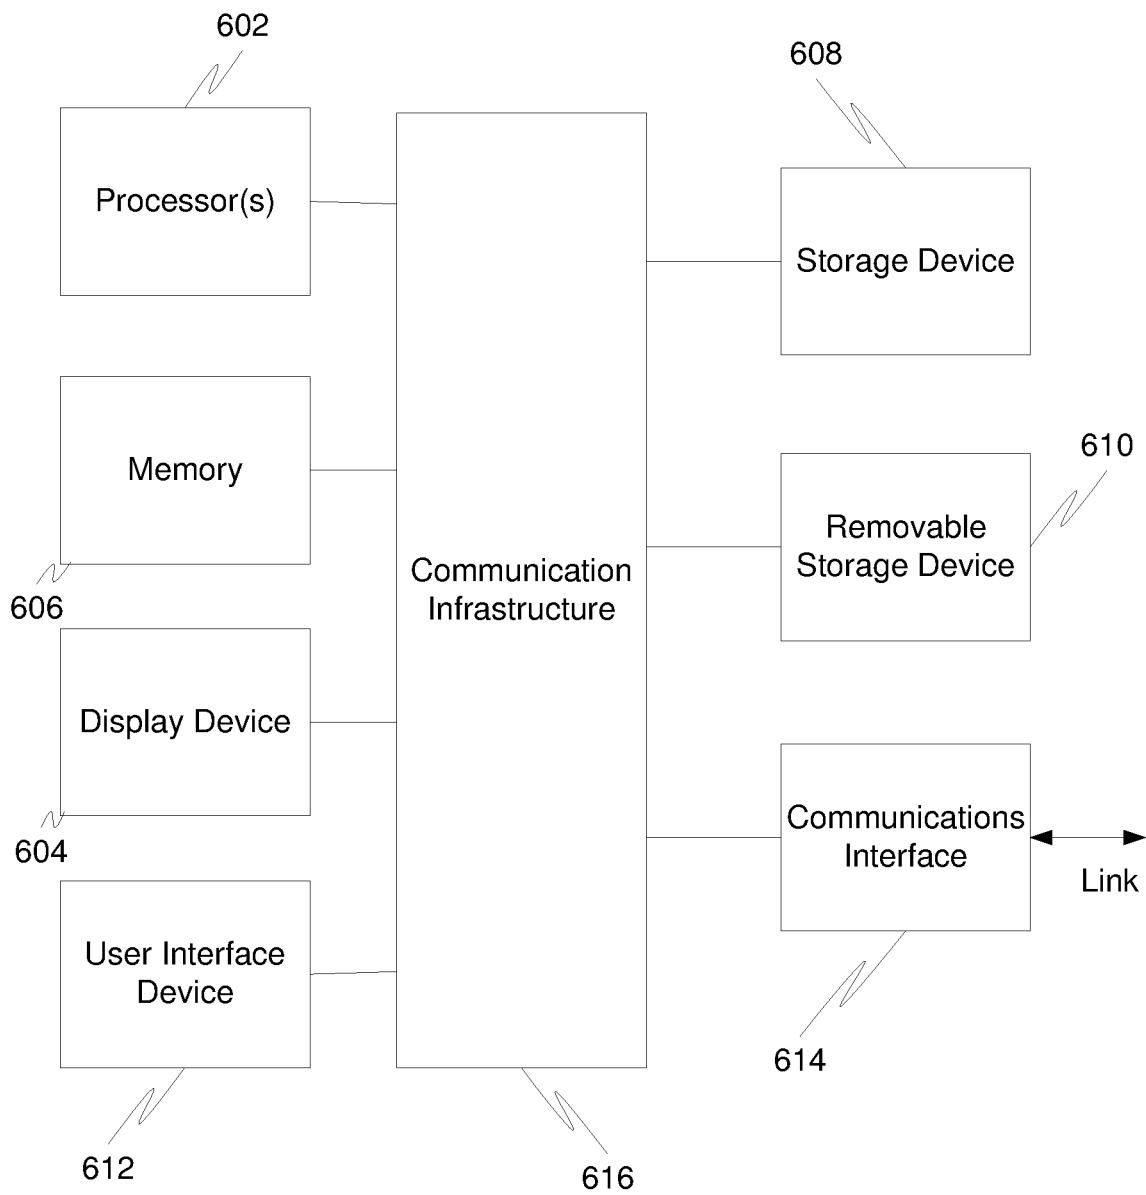 602
608
Processor(s)
Storage Device
610
Memory
Removable
Storage Device
Communication
Infrastructure
606
Display Device
Communications
Interface
604
Link
User Interface
Device
614
612
616